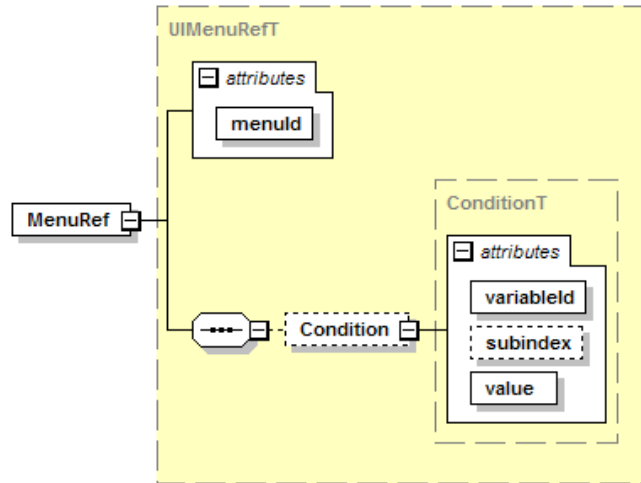 UIMenuRefT
attributes
menuId
MenuRef
ConditionT
attributes
variableId
Condition
subindex
value